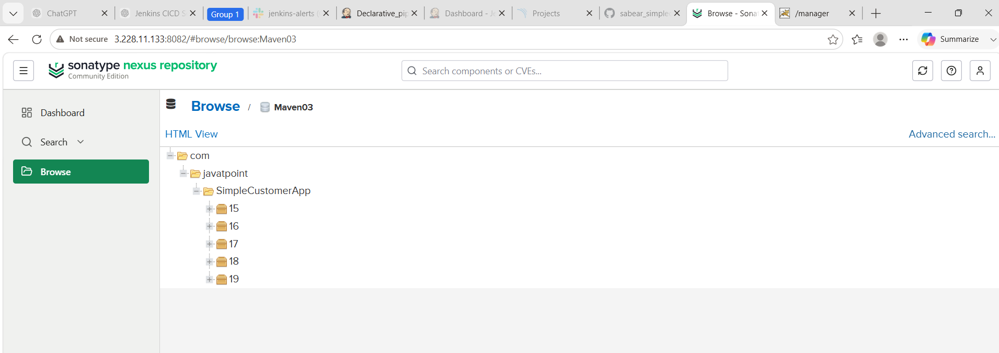 ChatGPT
Jenkins CICD S
Group 1
jenkins-alerts (
Declarative_pip
Dashboard - Je
Projects
sabear_simple
Browse - Sonat
/manager
Not secure 3.228.11.133:8082/#browse/browse:Maven03
Summarize
sonatype nexus repository
Community Edition
Search components or CVEs...
Dashboard
Search
Browse
Browse / Maven03
HTML View
Advanced search...
com
javatpoint
SimpleCustomerApp
15
16
17
18
19